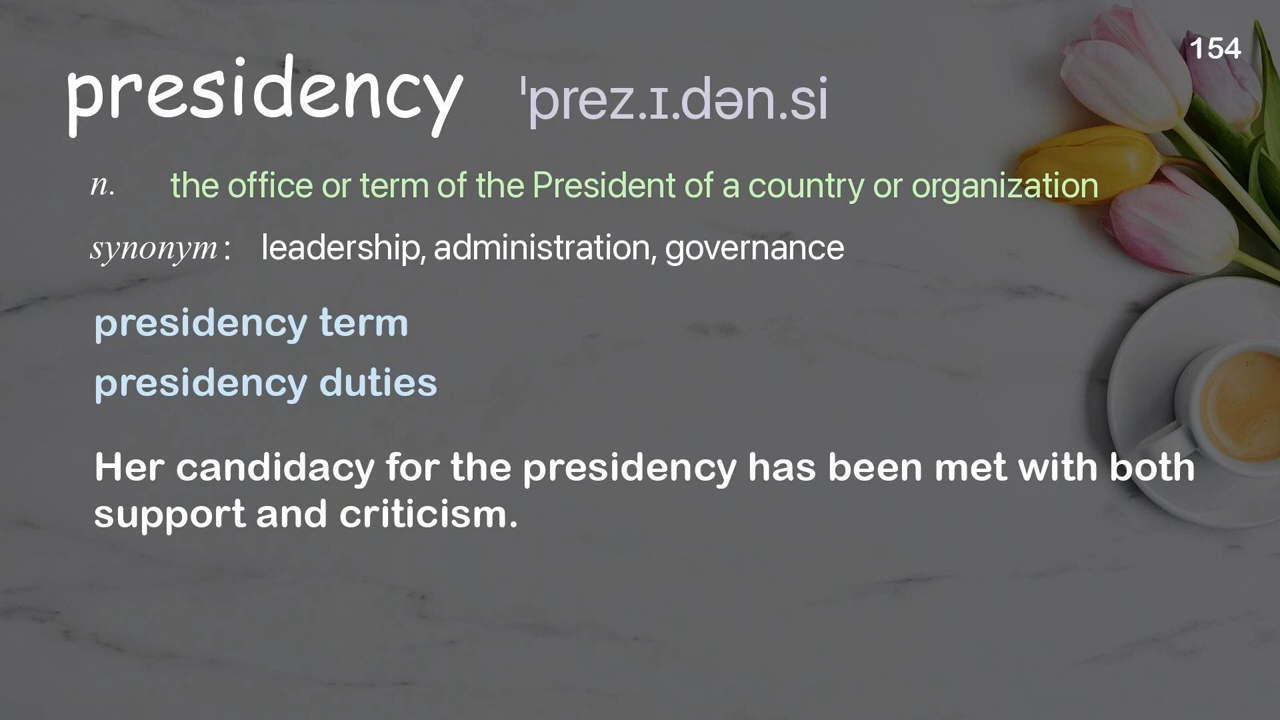 154
presidency ˈprez.ɪ.dən.si
n. the office or term of the President of a country or organization
synonym: leadership, administration, governance
presidency term
presidency duties
Her candidacy for the presidency has been met with both
support and criticism.